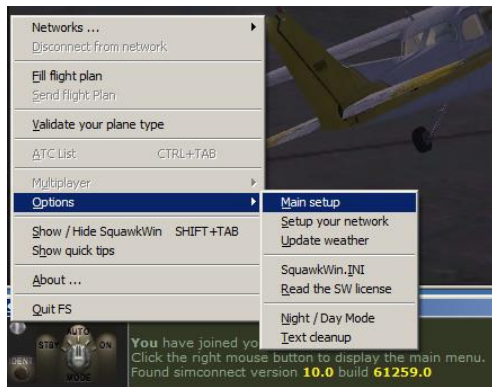 Networks ...
Disconnect from network
Fill flight plan
Send flight Plan
Validate your plane type
ATC List CTRL+TAB
Multiplayer
Options
Show / Hide SquawkWin SHIFT+TAB
Show quick tips
About ...
Quit FS
Main setup
Setup your network
Update weather
SquawkWin.INI
Read the SW license
Night / Day Mode
Text cleanup
AUTO
STBY ON
IDENT
MODE
You have joined yo
Click the right mouse button to display the main menu.
Found simconnect version 10.0 build 61259.0